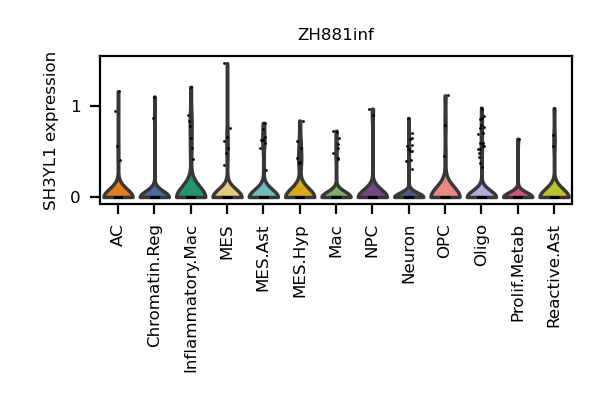 ZH881inf
SH3YL1 expression
1
0
AC
Chromatin.Reg
Inflammatory.Mac
MES
MES.Ast
MES.Hyp
Mac
NPC
Neuron
OPC
Oligo
Prolif.Metab
Reactive.Ast